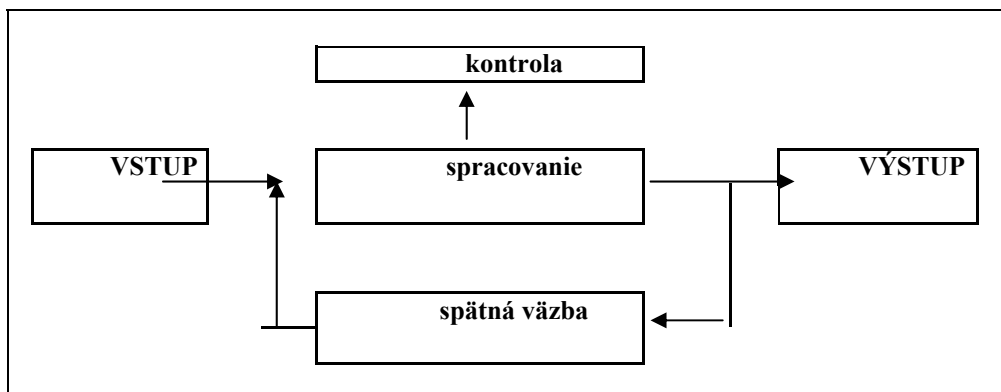 kontrola
VSTUP
spracovanie
VÝSTUP
spätná väzba